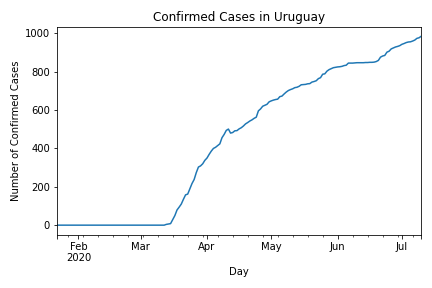 Confirmed Cases in Uruguay
1000
800
600
400
200
0
Number of Confirmed Cases
Feb Mar Apr May Jun Jul
2020
Day